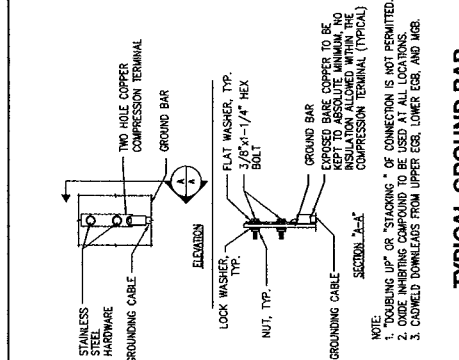 STAINLESS
STEEL
HARDWARE
GROUNDING CABLE
TWO HOLE COPPER
COMPRESSION TERMINAL
GROUND BAR
A
A
ELEVATION
LOCK WASHER,
TYP.
NUT, TYP.
GROUNDING CABLE
FLAT WASHER, TYP.
3/8"x1-1/4" HEX
BOLT
GROUND BAR
EXPOSED BARE COPPER TO BE
KEPT TO ABSOLUTE MINIMUM, NO
INSULATION ALLOWED WITHIN THE
COMPRESSION TERMINAL (TYPICAL)
SECTION "A-A"
NOTE:
1. "DOUBLING UP" OR "STACKING " OF CONNECTION IS NOT PERMITTED.
2. OXIDE INHIBITING COMPOUND TO BE USED AT ALL LOCATIONS.
3. CADWELD DOWNLEADS FROM UPPER EGB, LOWER EGB, AND MGB.
TYPICAL GROUND BAR